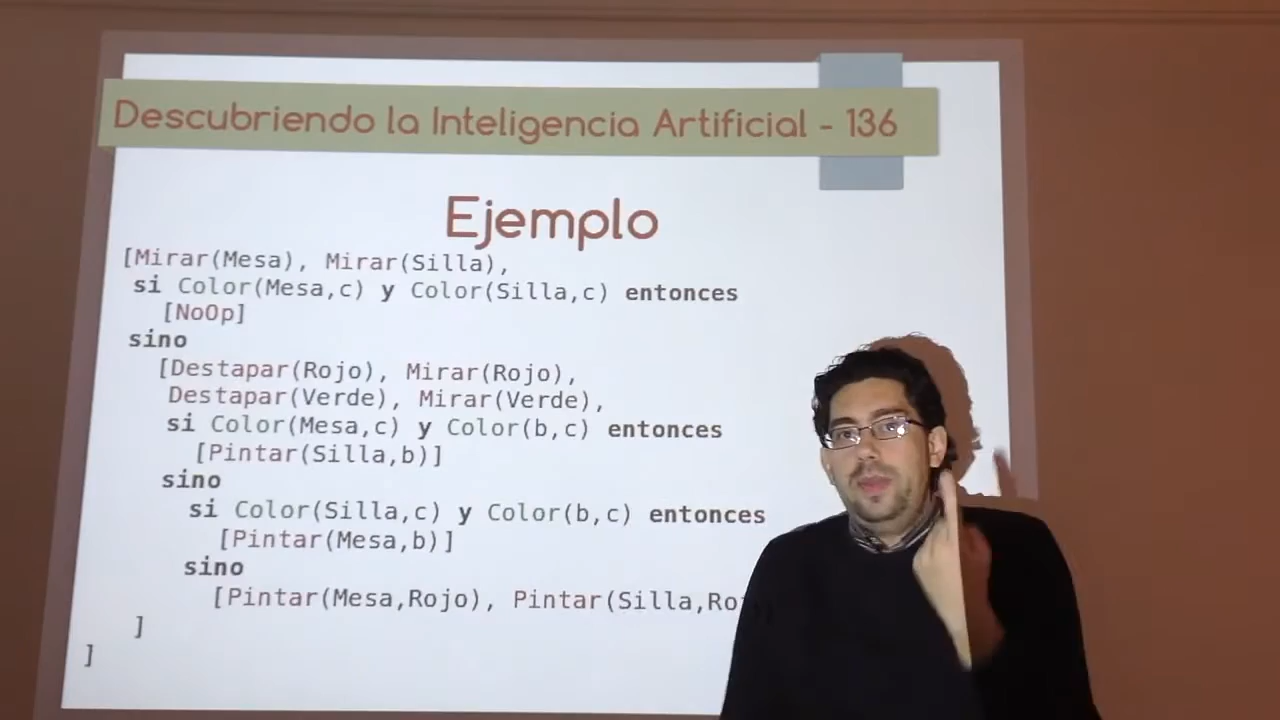 Descubriendo la Inteligencia Artificial - 136
Ejemplo
[Mirar(Mesa), Mirar(Silla),
si Color(Mesa,c) y Color(Silla,c) entonces
[NoOp]
sino
[Destapar(Rojo), Mirar(Rojo),
Destapar(Verde), Mirar(Verde),
si Color(Mesa,c) y Color(b,c) entonces
[Pintar(Silla,b)]
sino
si Color(Silla,c) y Color(b,c) entonces
[Pintar(Mesa,b)]
sino
[Pintar(Mesa,Rojo), Pintar(Silla,
]
]